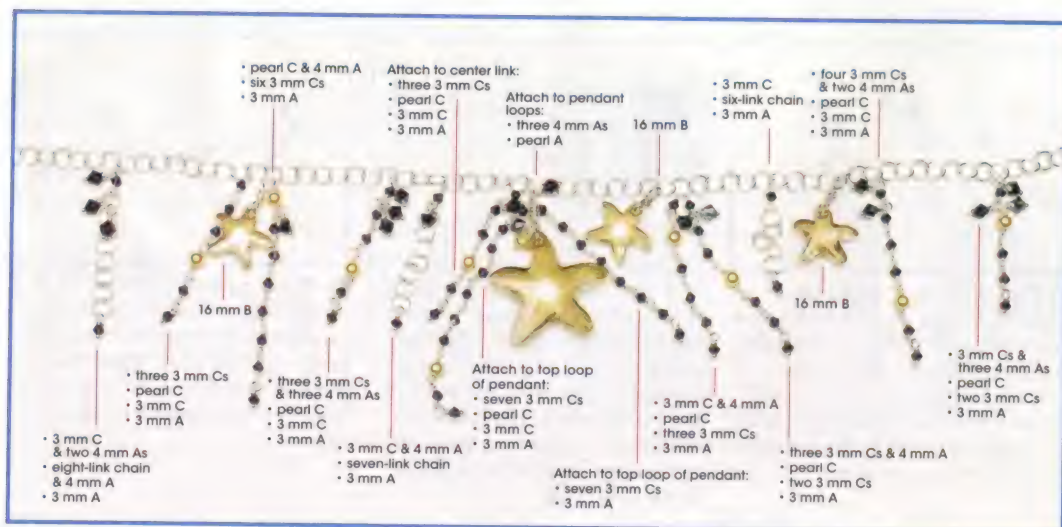 • pearl C & 4 mm A
• six 3 mm Cs
• 3 mm A
Attach to center link:
• three 3 mm Cs
• pearl C
• 3 mm C
• 3 mm A
Attach to pendant
loops:
• three 4 mm As
• pearl A
16 mm B
• 3 mm C
• six-link chain
• 3 mm A
• four 3 mm Cs
& two 4 mm As
• pearl C
• 3 mm C
• 3 mm A
16 mm B
16 mm B
• 3 mm C
& two 4 mm As
• eight-link chain
& 4 mm A
• 3 mm A
• three 3 mm Cs
• pearl C
• 3 mm C
• 3 mm A
• three 3 mm Cs
& three 4 mm As
• pearl C
• 3 mm C
• 3 mm A
• 3 mm C & 4 mm A
• seven-link chain
• 3 mm A
Attach to top loop
of pendant:
• seven 3 mm Cs
• pearl C
• 3 mm C
• 3 mm A
Attach to top loop of pendant:
• seven 3 mm Cs
• 3 mm A
• 3 mm C & 4 mm A
• pearl C
• three 3 mm Cs
• 3 mm A
• three 3 mm Cs & 4 mm A
• pearl C
• two 3 mm Cs
• 3 mm A
• 3 mm Cs &
three 4 mm As
• pearl C
• two 3 mm Cs
• 3 mm A